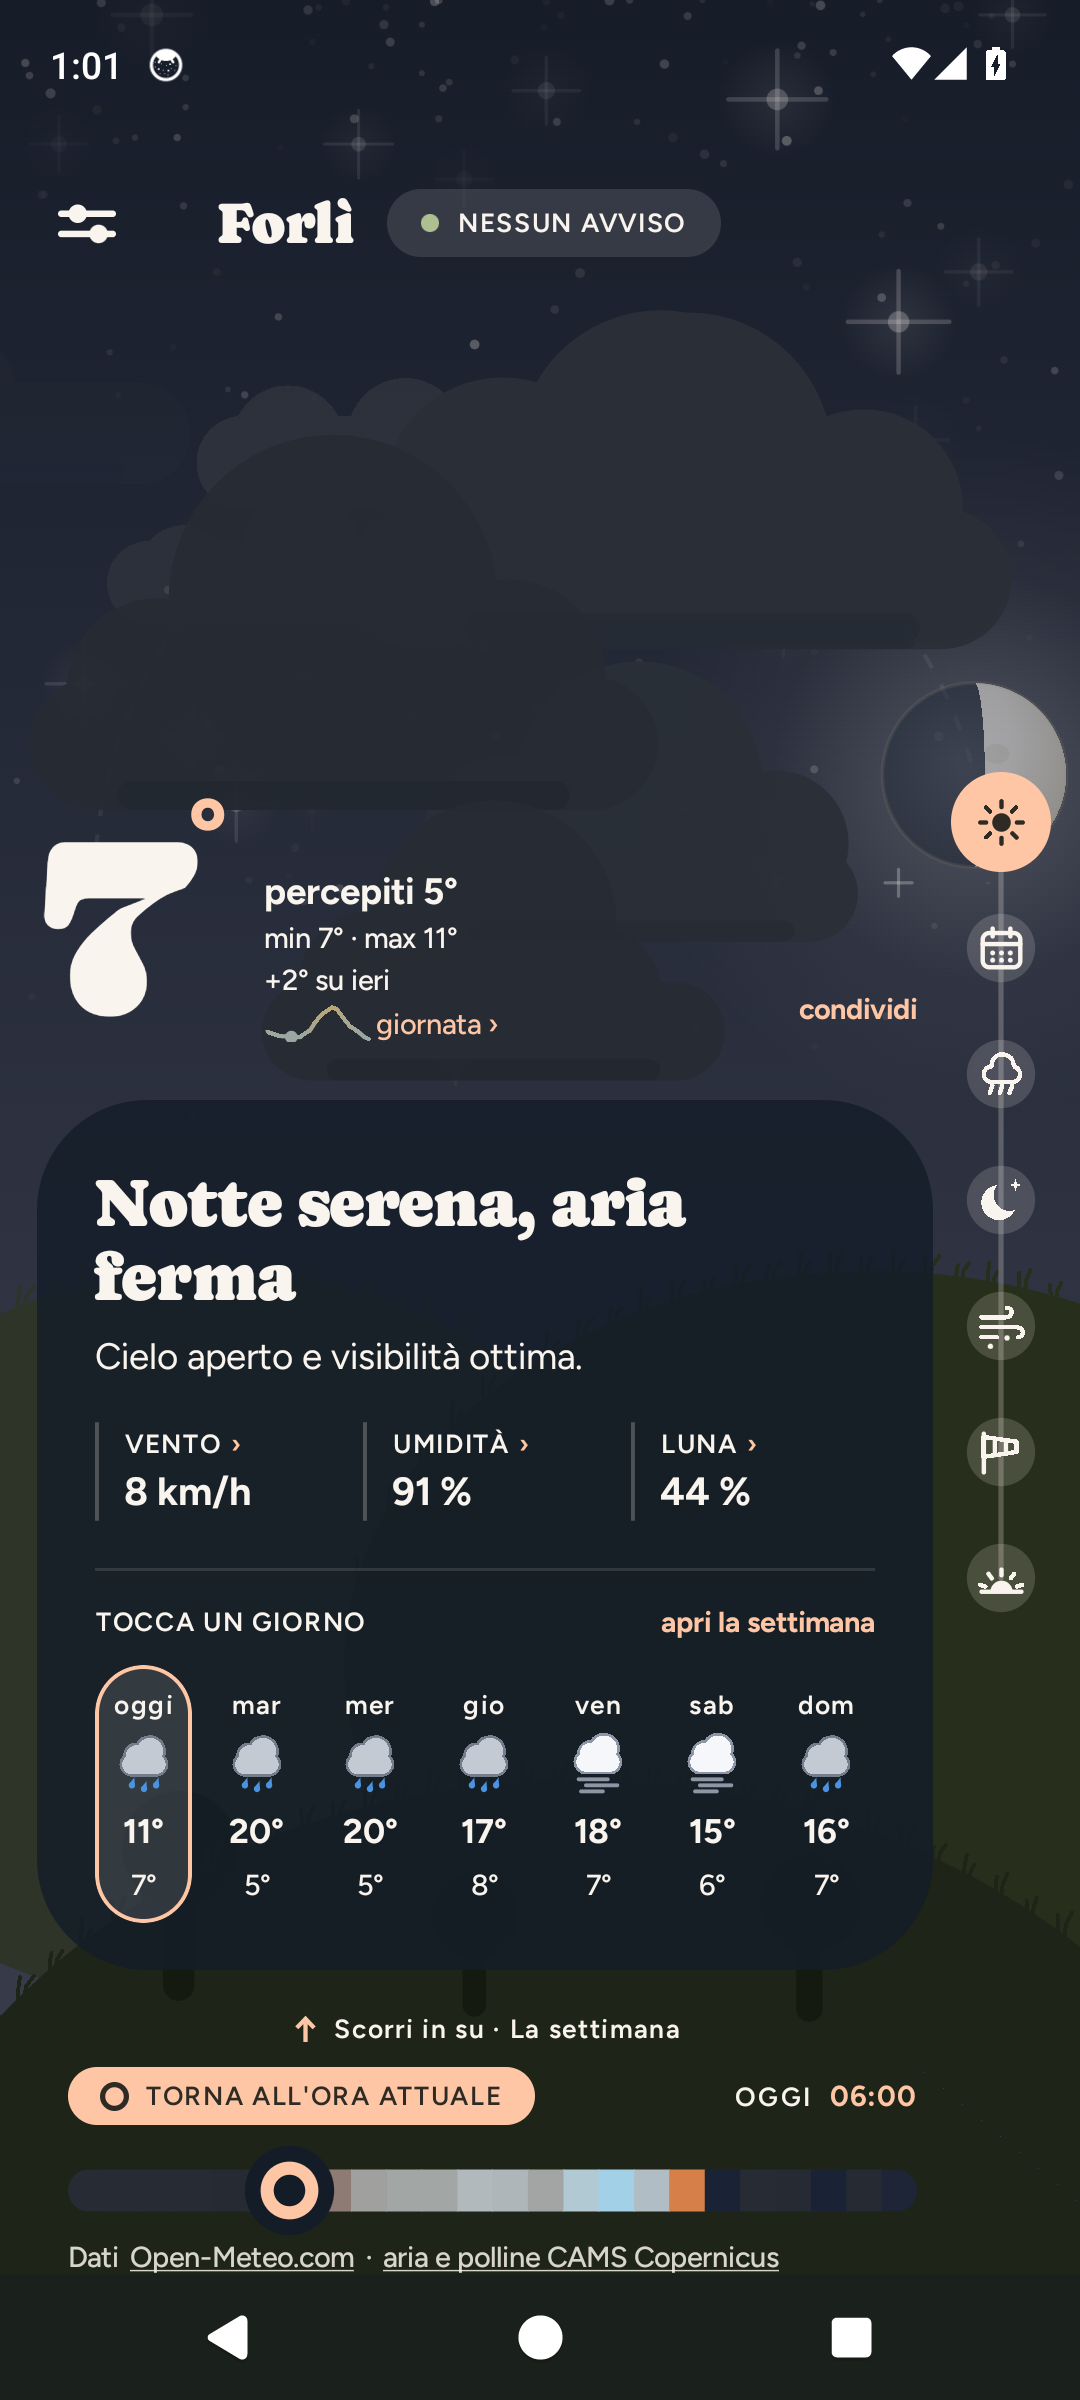 1:01
Forlì
NESSUN AVVISO
7°
percepiti 5°
min 7° · max 11°
+2° su ieri
giornata ›
condividi
Notte serena, aria
ferma
Cielo aperto e visibilità ottima.
VENTO › UMIDITÀ › LUNA ›
8 km/h 91 % 44 %
TOCCA UN GIORNO apri la settimana
oggi mar mer gio ven sab dom
11° 20° 20° 17° 18° 15° 16°
7° 5° 5° 8° 7° 6° 7°
↑ Scorri in su · La settimana
TORNA ALL'ORA ATTUALE OGGI 06:00
Dati Open-Meteo.com · aria e polline CAMS Copernicus